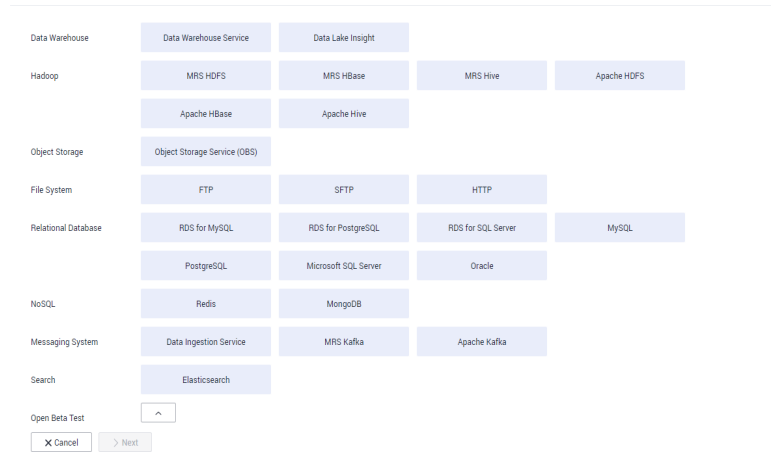 Data Warehouse Data Warehouse Service Data Lake Insight
Hadoop MRS HDFS MRS HBase MRS Hive Apache HDFS
Apache HBase Apache Hive
Object Storage Object Storage Service (OBS)
File System FTP SFTP HTTP
Relational Database RDS for MySQL RDS for PostgreSQL RDS for SQL Server MySQL
PostgreSQL Microsoft SQL Server Oracle
NoSQL Redis MongoDB
Messaging System Data Ingestion Service MRS Kafka Apache Kafka
Search Elasticsearch
Open Beta Test
Cancel Next